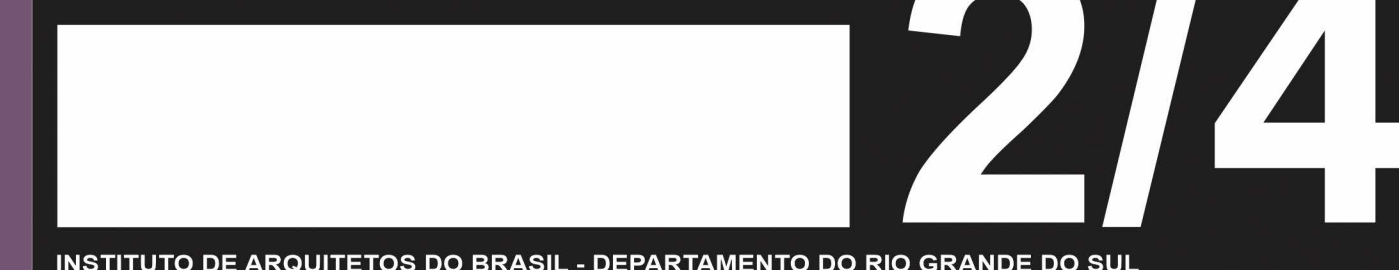 2/4
INSTITUTO DE ARQUITETOS DO BRASIL - DEPARTAMENTO DO RIO GRANDE DO SUL